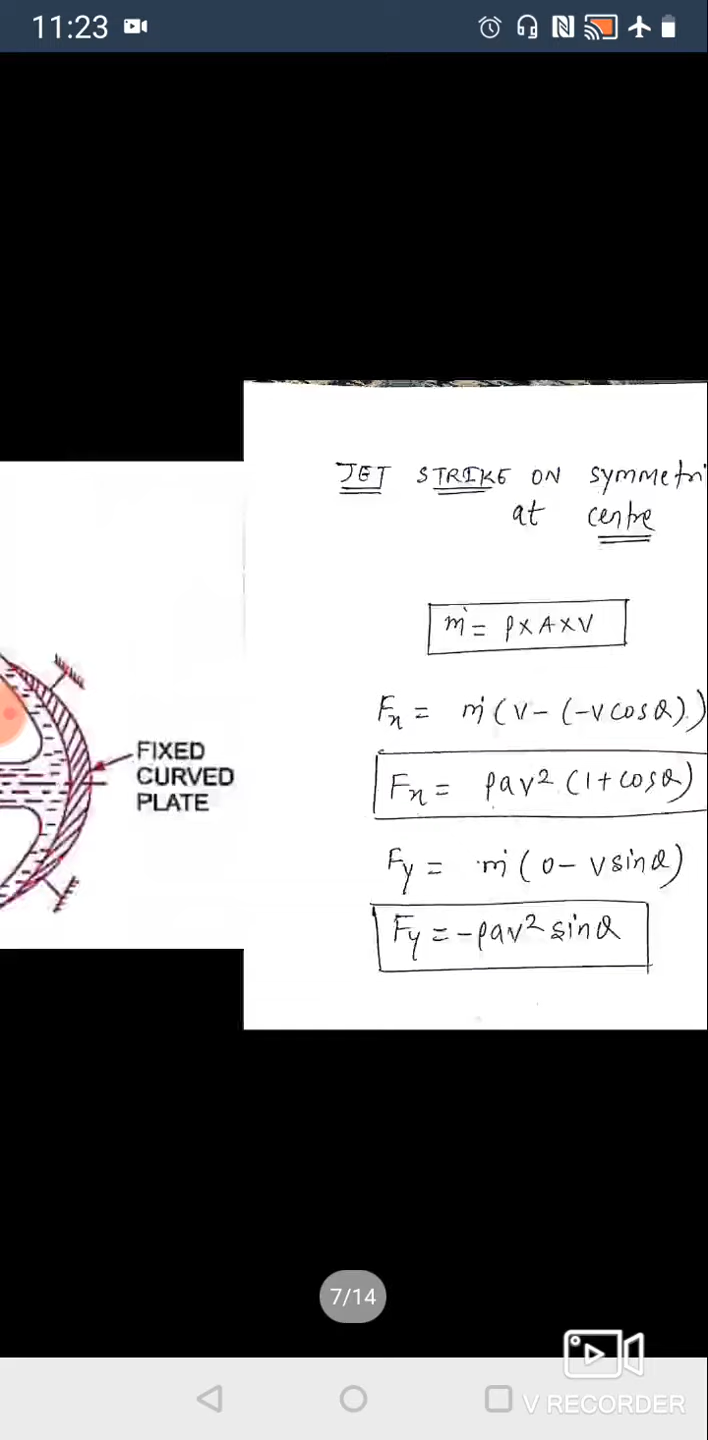 11:23
JET STRIKE ON symmetri
at centre
ṁ = ρ×A×V
Fx = ṁ (V - (-V cosθ))
Fx = ρav² (1+cosθ)
FIXED
CURVED
PLATE
Fy = ṁ (0 - V sinθ)
Fy = -ρav² sinθ
7/14
V RECORDER